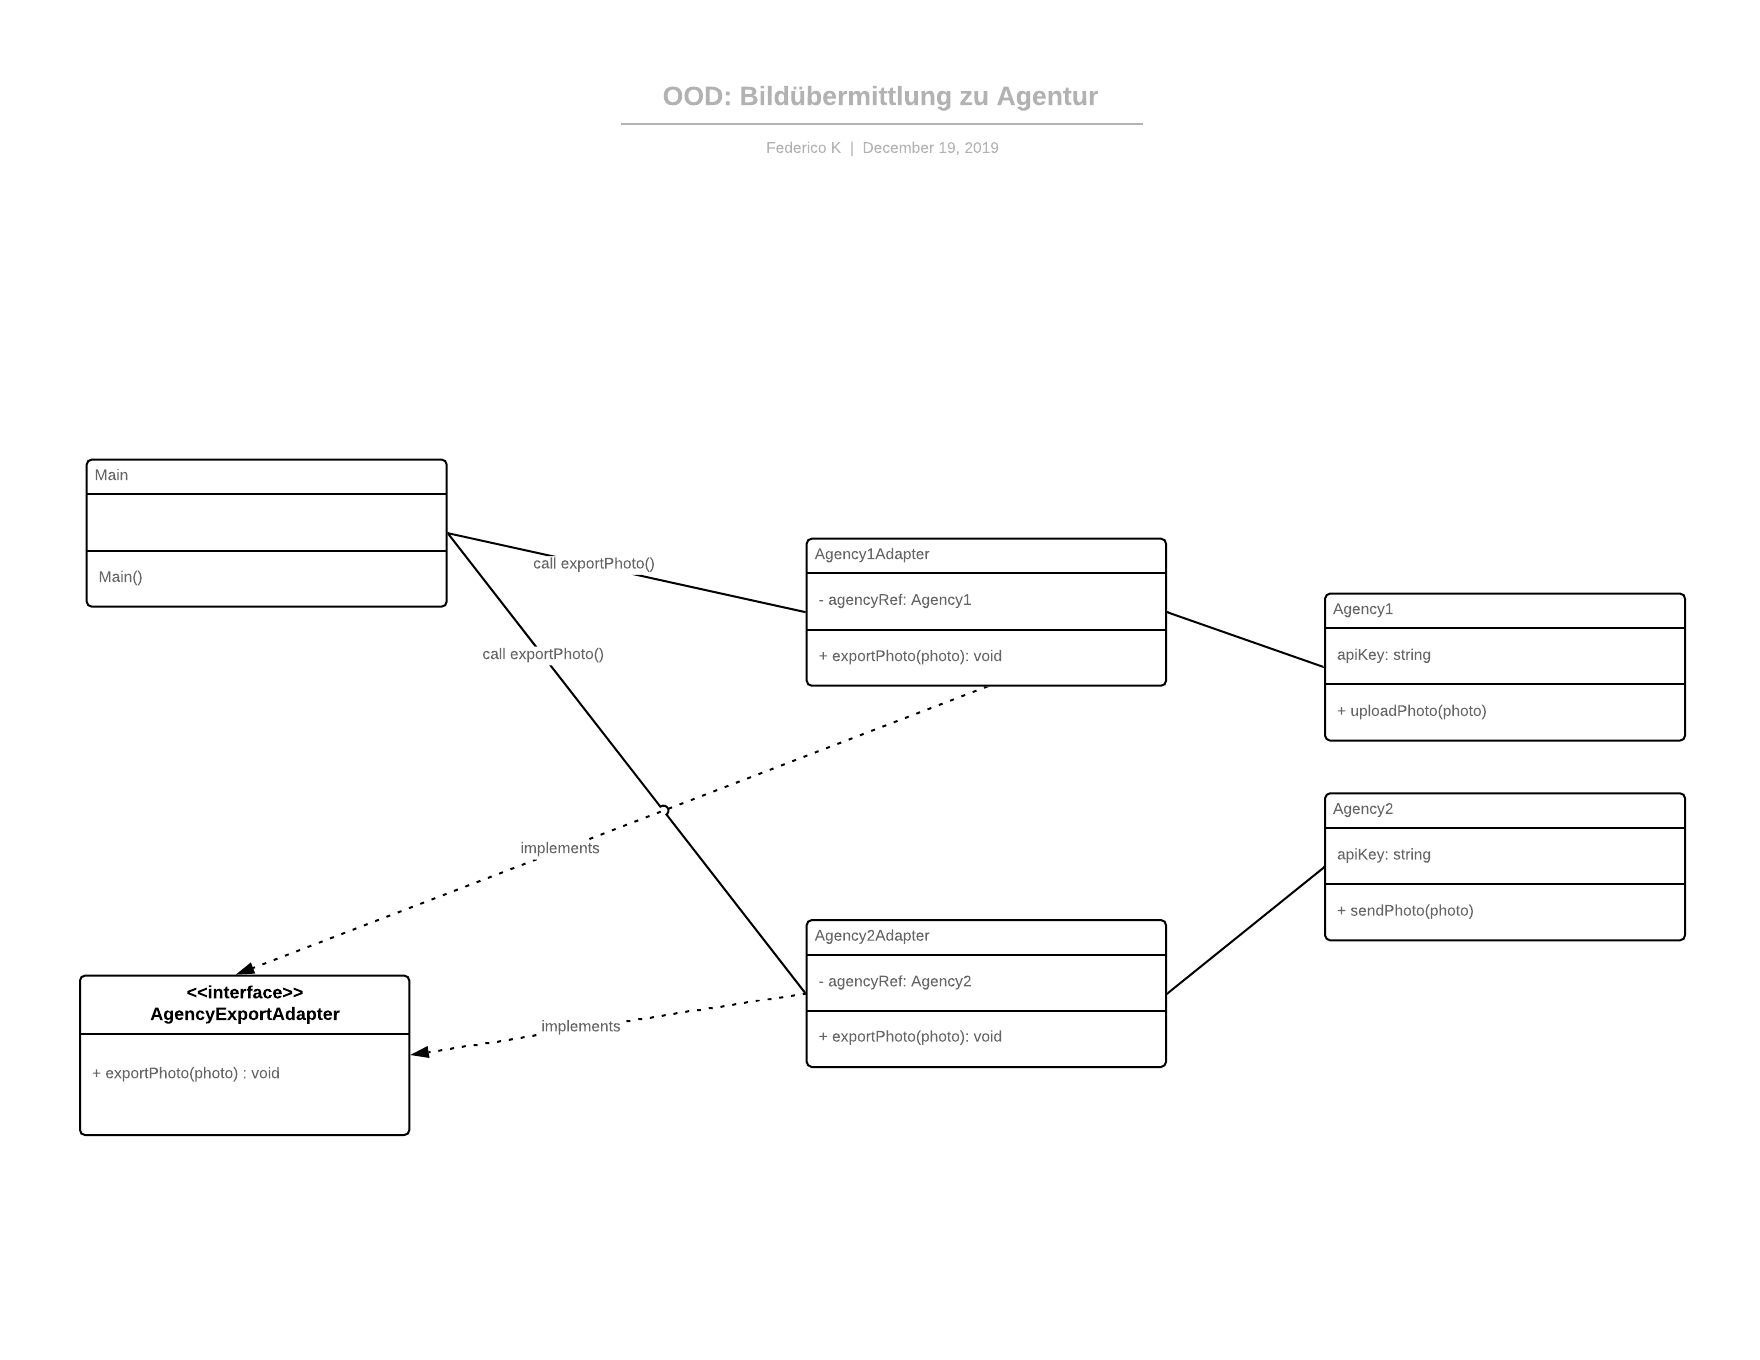 OOD: Bildübermittlung zu Agentur
Federico K | December 19, 2019
Main
Main()
call exportPhoto()
call exportPhoto()
Agency1Adapter
- agencyRef: Agency1
+ exportPhoto(photo): void
Agency1
apiKey: string
+ uploadPhoto(photo)
Agency2
apiKey: string
+ sendPhoto(photo)
implements
Agency2Adapter
- agencyRef: Agency2
+ exportPhoto(photo): void
implements
<<interface>>
AgencyExportAdapter
+ exportPhoto(photo) : void